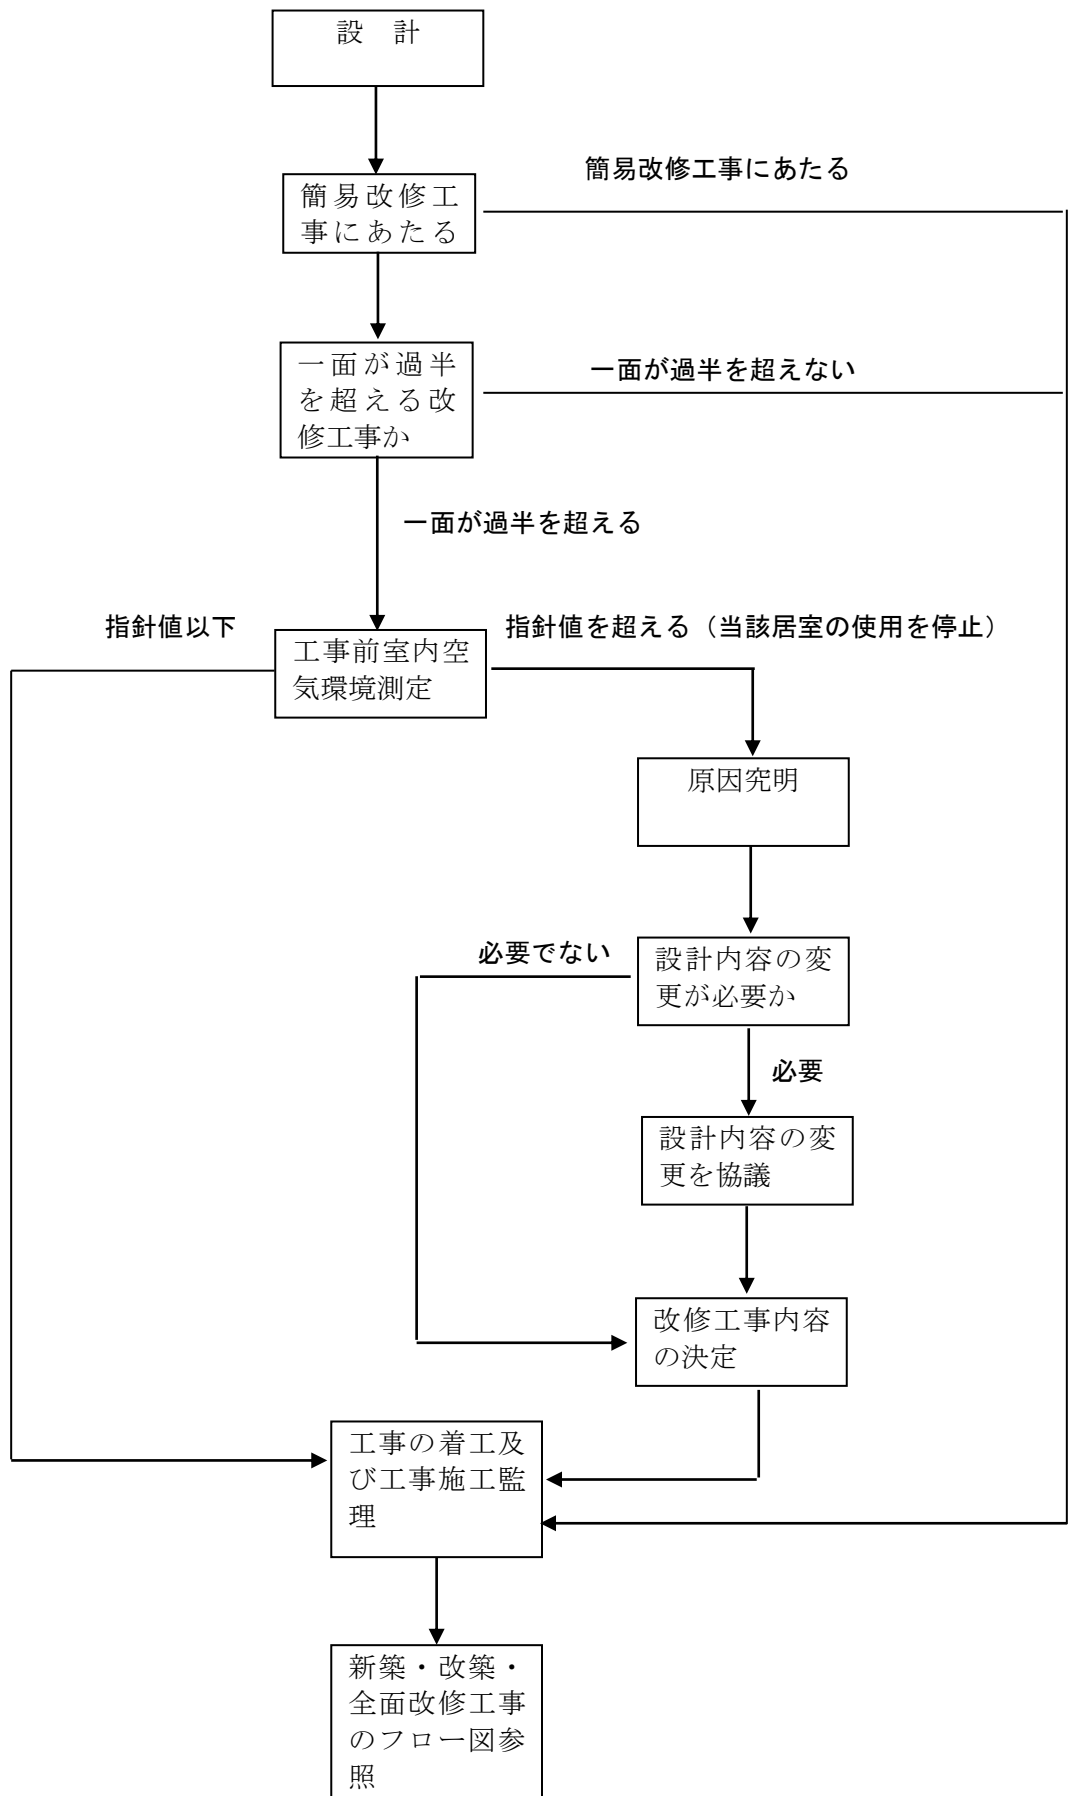 設　計
簡易改修工事にあたる
簡易改修工
事にあたる
一面が過半
を超える改
修工事か
一面が過半を超えない
一面が過半を超える
指針値以下
指針値を超える（当該居室の使用を停止）
工事前室内空
気環境測定
原因究明
必要でない
設計内容の変
更が必要か
必要
設計内容の変
更を協議
改修工事内容
の決定
工事の着工及
び工事施工監
理
新築・改築・
全面改修工事
のフロー図参
照